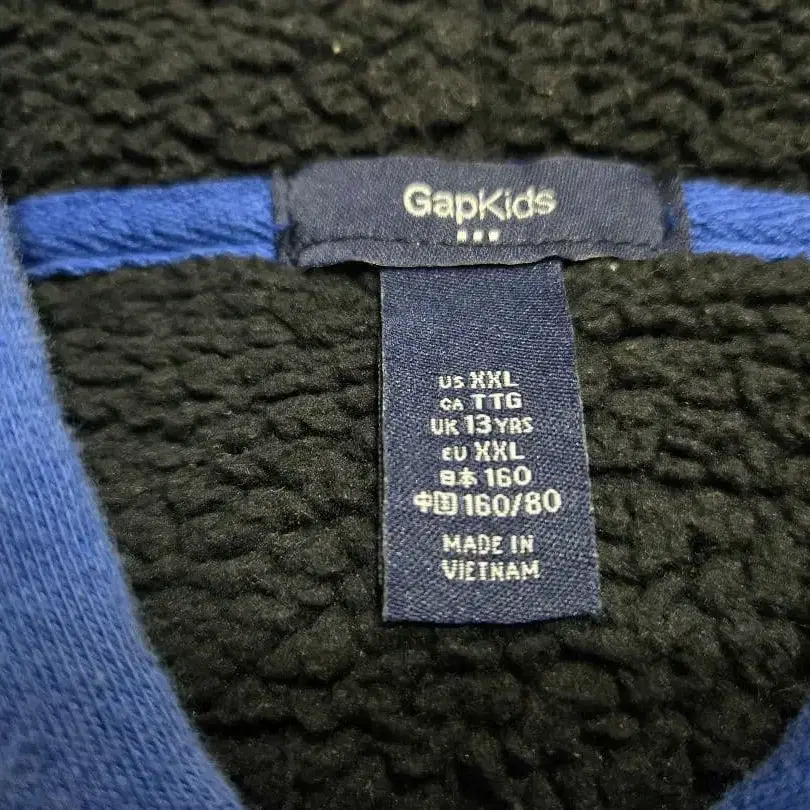 GapKids
US XXL
CA TTG
UK 13 YRS
EU XXL
日本 160
中国 160/80
MADE IN
VIETNAM